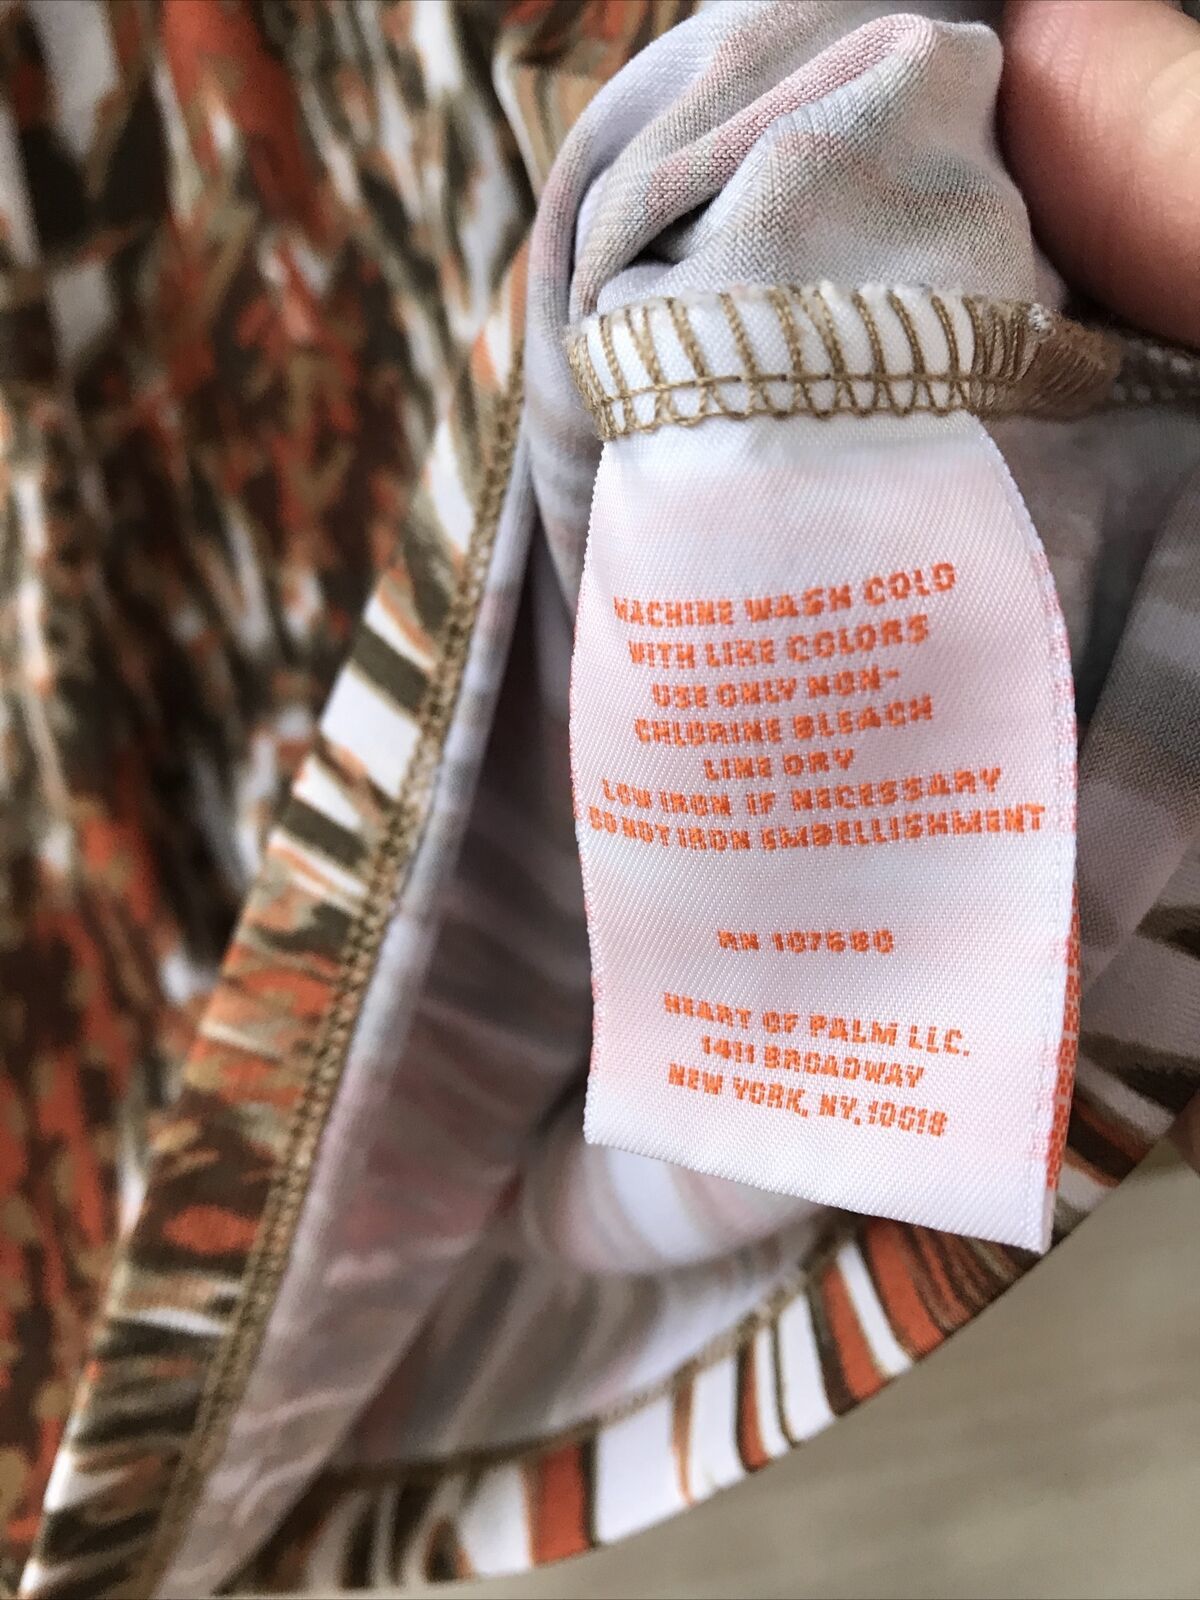 MACHINE WASH COLD
WITH LIKE COLORS
USE ONLY NON-
CHLORINE BLEACH
LINE DRY
LOW IRON IF NECESSARY
DO NOT IRON EMBELLISHMENT
RN 107680
HEART OF PALM LLC.
1411 BROADWAY
NEW YORK, NY, 10018